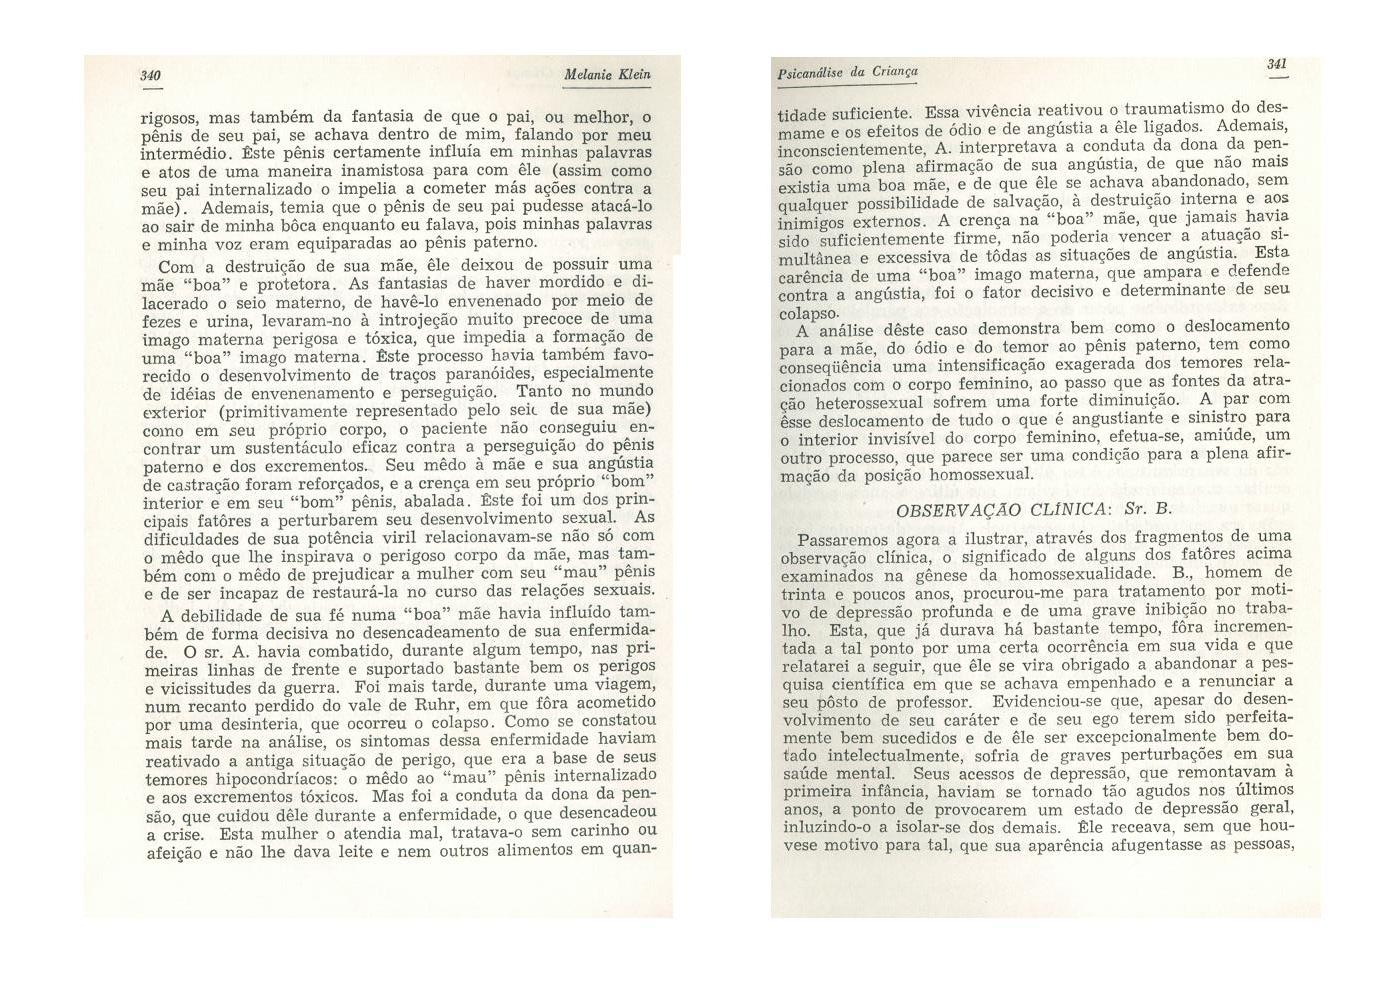 340
Melanie Klein
rigosos, mas também da fantasia de que o pai, ou melhor, o
pênis de seu pai, se achava dentro de mim, falando por meu
intermédio. Êste pênis certamente influía em minhas palavras
e atos de uma maneira inamistosa para com êle (assim como
seu pai internalizado o impelia a cometer más ações contra a
mãe). Ademais, temia que o pênis de seu pai pudesse atacá-lo
ao sair de minha bôca enquanto eu falava, pois minhas palavras
e minha voz eram equiparadas ao pênis paterno.
Com a destruição de sua mãe, êle deixou de possuir uma
mãe “boa” e protetora. As fantasias de haver mordido e di-
lacerado o seio materno, de havê-lo envenenado por meio de
fezes e urina, levaram-no à introjeção muito precoce de uma
imago materna perigosa e tóxica, que impedia a formação de
uma “boa” imago materna. Êste processo havia também favo-
recido o desenvolvimento de traços paranóides, especialmente
de idéias de envenenamento e perseguição. Tanto no mundo
exterior (primitivamente representado pelo seio de sua mãe)
como em seu próprio corpo, o paciente não conseguiu en-
contrar um sustentáculo eficaz contra a perseguição do pênis
paterno e dos excrementos. Seu mêdo à mãe e sua angústia
de castração foram reforçados, e a crença em seu próprio “bom”
interior e em seu “bom” pênis, abalada. Êste foi um dos prin-
cipais fatôres a perturbarem seu desenvolvimento sexual. As
dificuldades de sua potência viril relacionavam-se não só com
o mêdo que lhe inspirava o perigoso corpo da mãe, mas tam-
bém com o mêdo de prejudicar a mulher com seu “mau” pênis
e de ser incapaz de restaurá-la no curso das relações sexuais.
A debilidade de sua fé numa “boa” mãe havia influído tam-
bém de forma decisiva no desencadeamento de sua enfermida-
de. O sr. A. havia combatido, durante algum tempo, nas pri-
meiras linhas de frente e suportado bastante bem os perigos
e vicissitudes da guerra. Foi mais tarde, durante uma viagem,
num recanto perdido do vale de Ruhr, em que fôra acometido
por uma desinteria, que ocorreu o colapso. Como se constatou
mais tarde na análise, os sintomas dessa enfermidade haviam
reativado a antiga situação de perigo, que era a base de seus
temores hipocondríacos: o mêdo ao “mau” pênis internalizado
e aos excrementos tóxicos. Mas foi a conduta da dona da pen-
são, que cuidou dêle durante a enfermidade, o que desencadeou
a crise. Esta mulher o atendia mal, tratava-o sem carinho ou
afeição e não lhe dava leite e nem outros alimentos em quan-
Psicanálise da Criança
341
tidade suficiente. Essa vivência reativou o traumatismo do des-
mame e os efeitos de ódio e de angústia a êle ligados. Ademais,
inconscientemente, A. interpretava a conduta da dona da pen-
são como plena afirmação de sua angústia, de que não mais
existia uma boa mãe, e de que êle se achava abandonado, sem
qualquer possibilidade de salvação, à destruição interna e aos
inimigos externos. A crença na “boa” mãe, que jamais havia
sido suficientemente firme, não poderia vencer a atuação si-
multânea e excessiva de tôdas as situações de angústia. Esta
carência de uma “boa” imago materna, que ampara e defende
contra a angústia, foi o fator decisivo e determinante de seu
colapso.
A análise dêste caso demonstra bem como o deslocamento
para a mãe, do ódio e do temor ao pênis paterno, tem como
conseqüência uma intensificação exagerada dos temores rela-
cionados com o corpo feminino, ao passo que as fontes da atra-
ção heterossexual sofrem uma forte diminuição. A par com
êsse deslocamento de tudo o que é angustiante e sinistro para
o interior invisível do corpo feminino, efetua-se, amiúde, um
outro processo, que parece ser uma condição para a plena afir-
mação da posição homossexual.
OBSERVAÇÃO CLÍNICA: Sr. B.
Passaremos agora a ilustrar, através dos fragmentos de uma
observação clínica, o significado de alguns dos fatôres acima
examinados na gênese da homossexualidade. B., homem de
trinta e poucos anos, procurou-me para tratamento por moti-
vo de depressão profunda e de uma grave inibição no traba-
lho. Esta, que já durava há bastante tempo, fôra incremen-
tada a tal ponto por uma certa ocorrência em sua vida e que
relatarei a seguir, que êle se vira obrigado a abandonar a pes-
quisa científica em que se achava empenhado e a renunciar a
seu pôsto de professor. Evidenciou-se que, apesar do desen-
volvimento de seu caráter e de seu ego terem sido perfeita-
mente bem sucedidos e de êle ser excepcionalmente bem do-
tado intelectualmente, sofria de graves perturbações em sua
saúde mental. Seus acessos de depressão, que remontavam à
primeira infância, haviam se tornado tão agudos nos últimos
anos, a ponto de provocarem um estado de depressão geral,
inluzindo-o a isolar-se dos demais. Êle receava, sem que hou-
vese motivo para tal, que sua aparência afugentasse as pessoas,